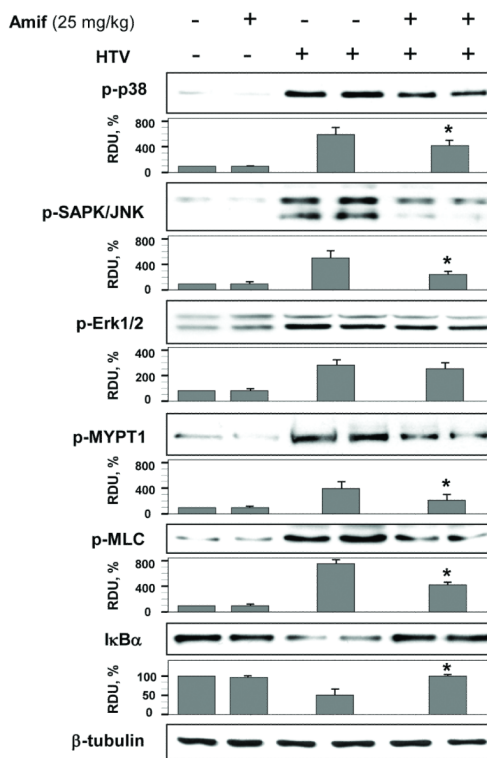 Amif (25 mg/kg) - + - - + +
HTV - - + + + +
p-p38
RDU, %
800
400
0
*
p-SAPK/JNK
RDU, %
800
400
0
*
p-Erk1/2
RDU, %
400
200
0
p-MYPT1
RDU, %
800
400
0
*
p-MLC
RDU, %
800
400
0
*
IκBα
RDU, %
100
50
0
*
β-tubulin